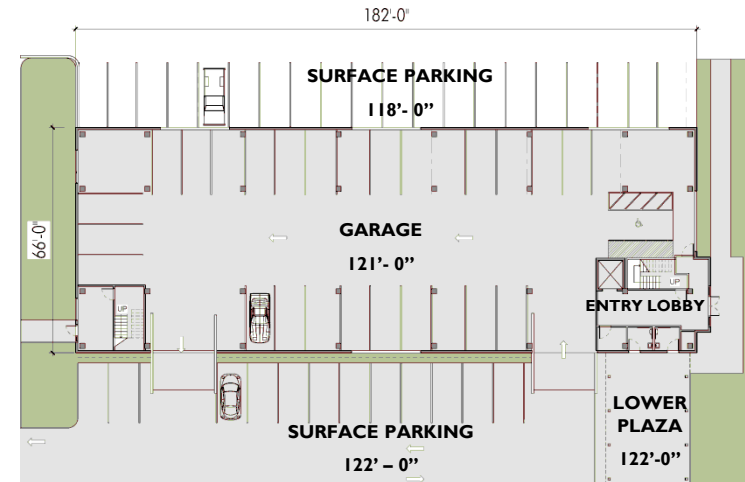 182'-0"
SURFACE PARKING
118'- 0”
GARAGE
121'- 0”
66'-0"
UP
UP
ENTRY LOBBY
LOWER
PLAZA
122’-0”
SURFACE PARKING
122’ – 0”